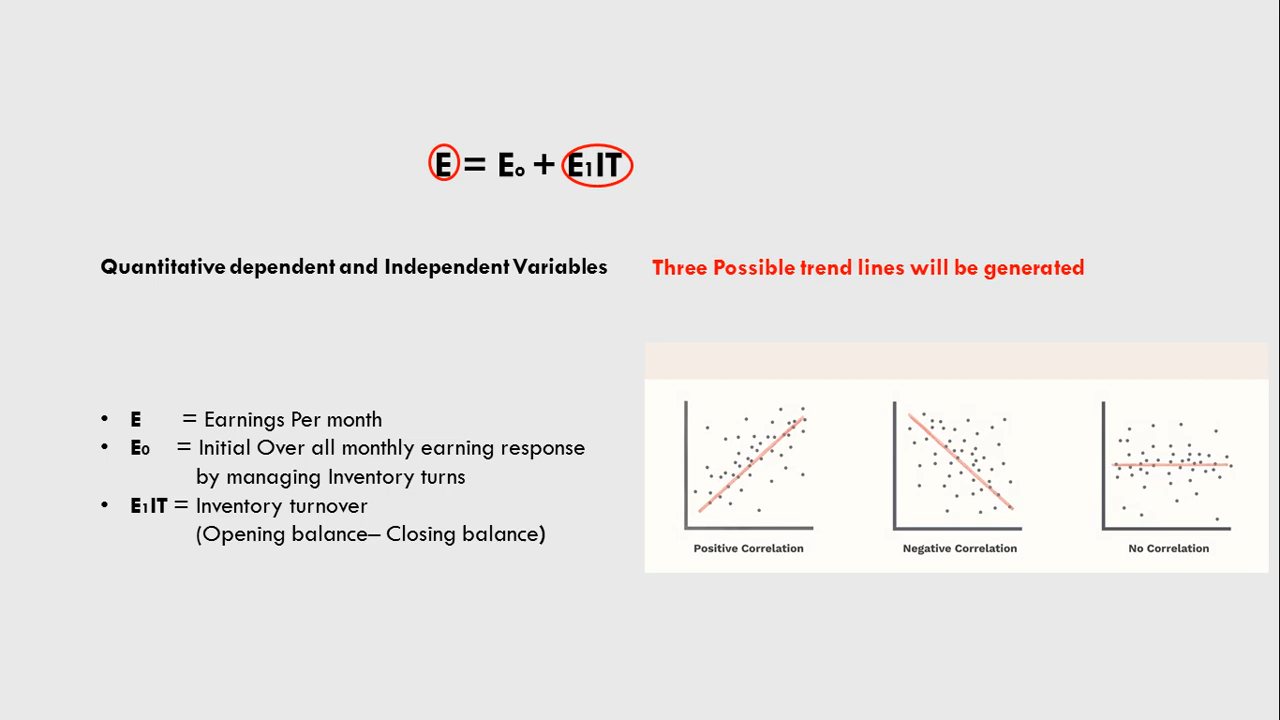 E = Eo + E1IT
Quantitative dependent and Independent Variables
Three Possible trend lines will be generated
• E = Earnings Per month
• Eo = Initial Over all monthly earning response
by managing Inventory turns
• E1IT = Inventory turnover
(Opening balance– Closing balance)
Positive Correlation
Negative Correlation
No Correlation